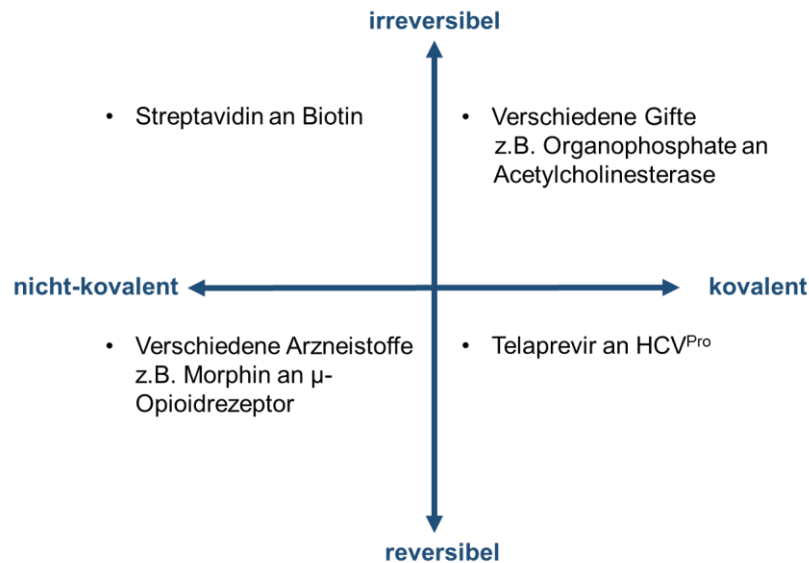 irreversibel
• Streptavidin an Biotin
• Verschiedene Gifte
z.B. Organophosphate an
Acetylcholinesterase
nicht-kovalent
kovalent
• Verschiedene Arzneistoffe
z.B. Morphin an µ-
Opioidrezeptor
• Telaprevir an HCVᴾʳᵒ
reversibel